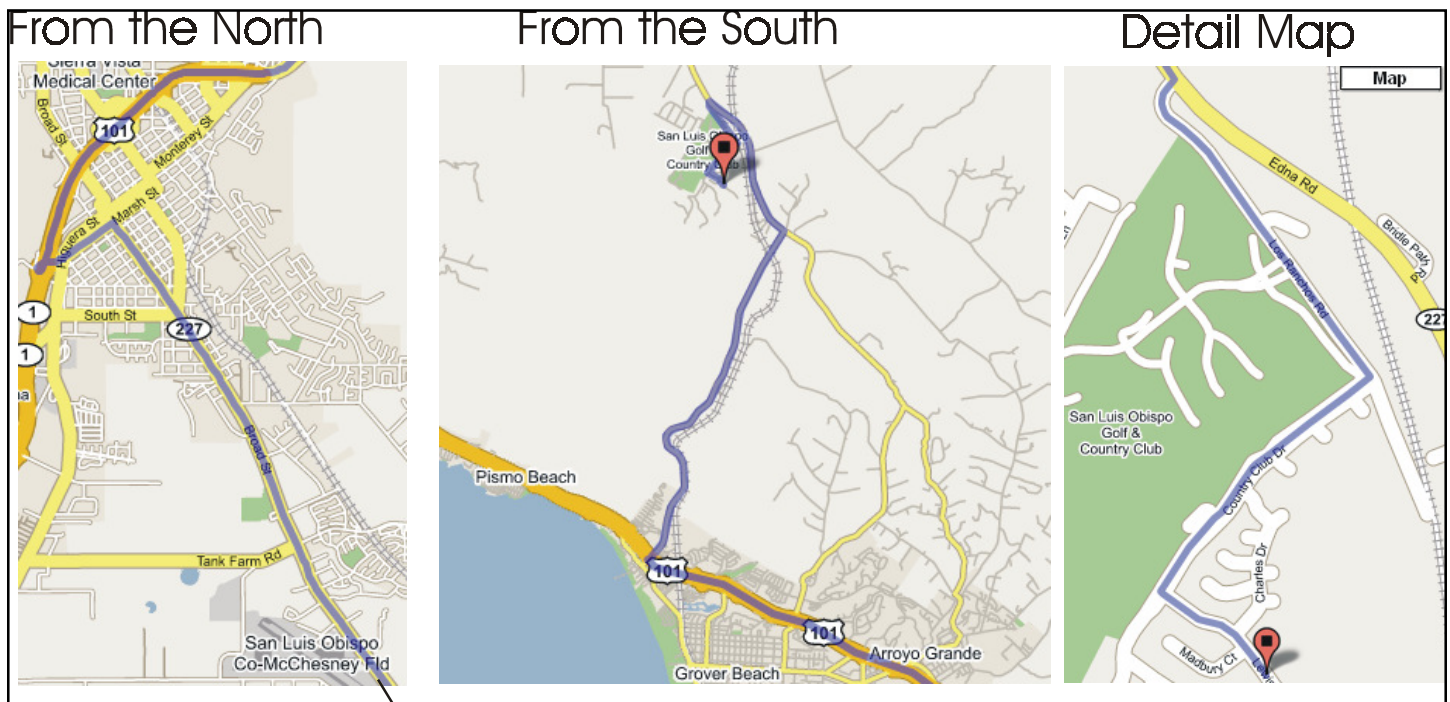 From the North
Sierra Vista
Medical Center
Broad St
101
Monterey St
Marsh St
Higuera St
1
South St
227
1
Broad St
Tank Farm Rd
San Luis Obispo
Co-McChesney Fld
From the South
San Luis Obispo
Golf
Country Club
Pismo Beach
101
101
Arroyo Grande
Grover Beach
Detail Map
Map
Edna Rd
Bridle Path
Los Ranchos Rd
227
San Luis Obispo
Golf &
Country Club
Country Club Dr
Charles Dr
Madbury Ct